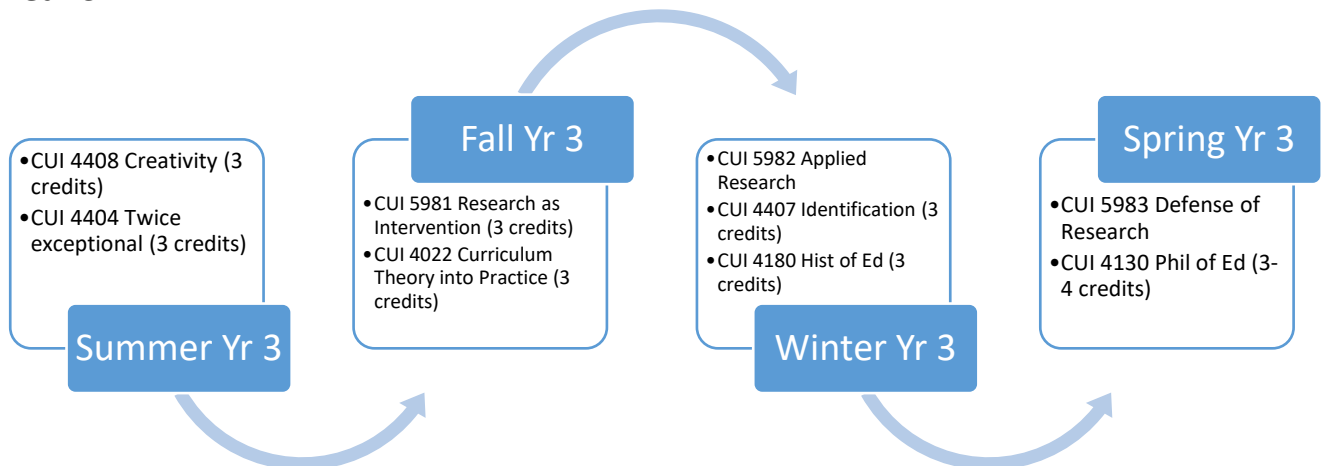 •CUI 4408 Creativity (3
credits)
•CUI 4404 Twice
exceptional (3 credits)
Summer Yr 3
Fall Yr 3
•CUI 5981 Research as
Intervention (3 credits)
•CUI 4022 Curriculum
Theory into Practice (3
credits)
•CUI 5982 Applied
Research
•CUI 4407 Identification (3
credits)
•CUI 4180 Hist of Ed (3
credits)
Winter Yr 3
Spring Yr 3
•CUI 5983 Defense of
Research
•CUI 4130 Phil of Ed (3-
4 credits)